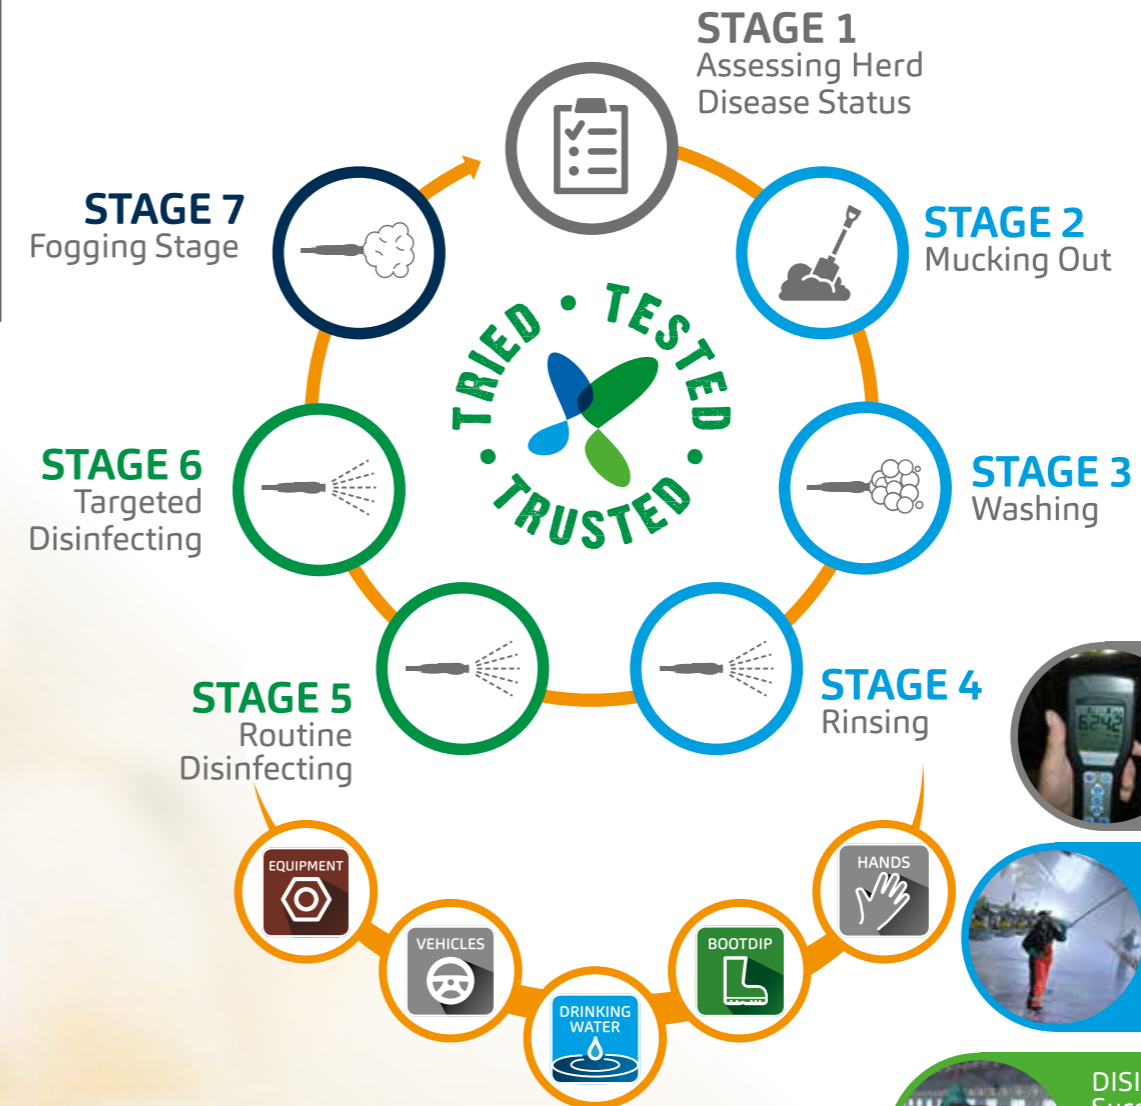 STAGE 1
Assessing Herd
Disease Status
STAGE 2
Mucking Out
STAGE 3
Washing
STAGE 4
Rinsing
STAGE 5
Routine
Disinfecting
STAGE 6
Targeted
Disinfecting
STAGE 7
Fogging Stage
TRIED • TESTED • TRUSTED •
EQUIPMENT
VEHICLES
DRINKING
WATER
BOOTDIP
HANDS
6242